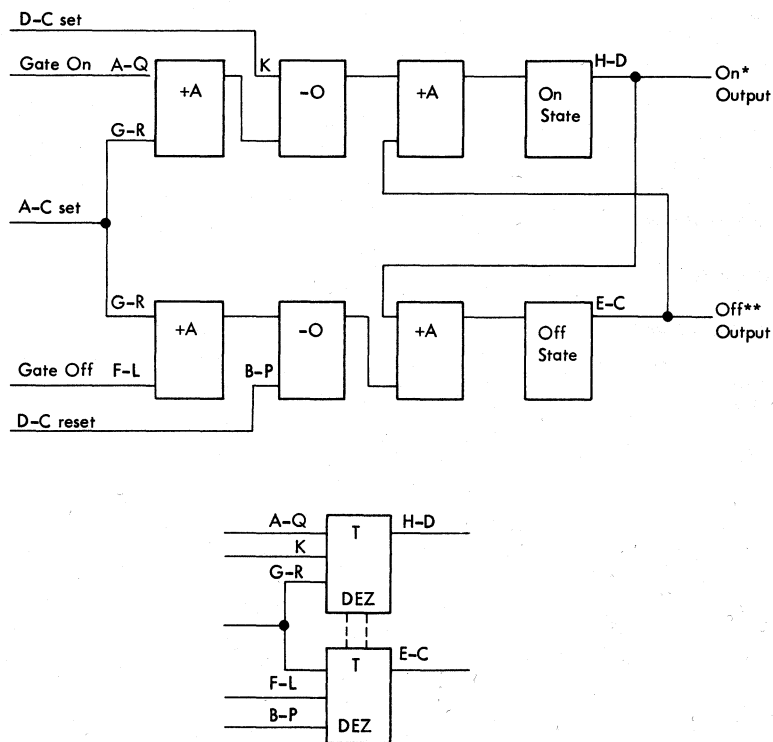 D-C set
Gate On A-Q
+A
K
-O
+A
On
State
H-D
On*
Output
G-R
A-C set
G-R
+A
-O
+A
Off
State
E-C
Off**
Output
Gate Off F-L
B-P
D-C reset
A-Q
K
G-R
T
DEZ
H-D
T
DEZ
E-C
F-L
B-P